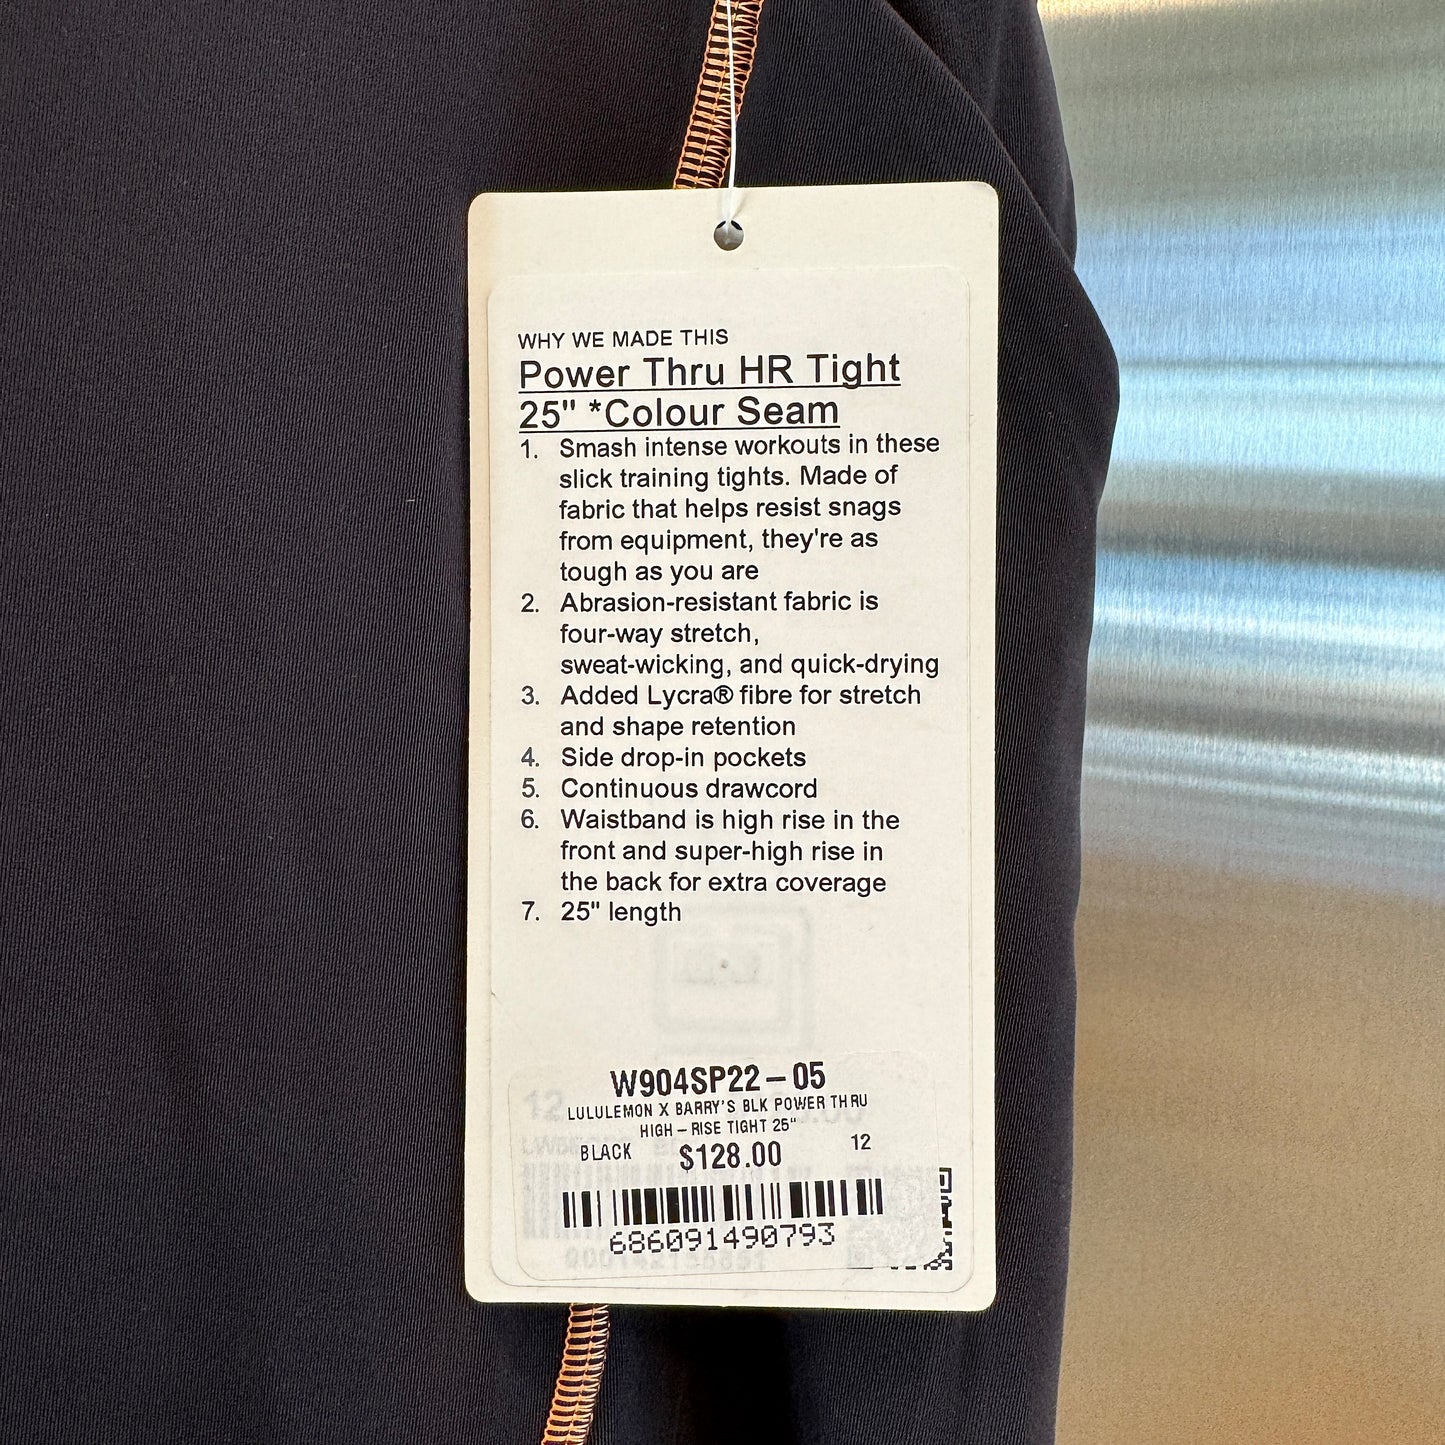 WHY WE MADE THIS
Power Thru HR Tight
25" *Colour Seam
1. Smash intense workouts in these
slick training tights. Made of
fabric that helps resist snags
from equipment, they're as
tough as you are
2. Abrasion-resistant fabric is
four-way stretch,
sweat-wicking, and quick-drying
3. Added Lycra® fibre for stretch
and shape retention
4. Side drop-in pockets
5. Continuous drawcord
6. Waistband is high rise in the
front and super-high rise in
the back for extra coverage
7. 25" length
W904SP22-05
12
LULULEMON X BARRY'S BLK POWER THRU
HIGH-RISE TIGHT 25"
BLACK $128.00 12
686091490793